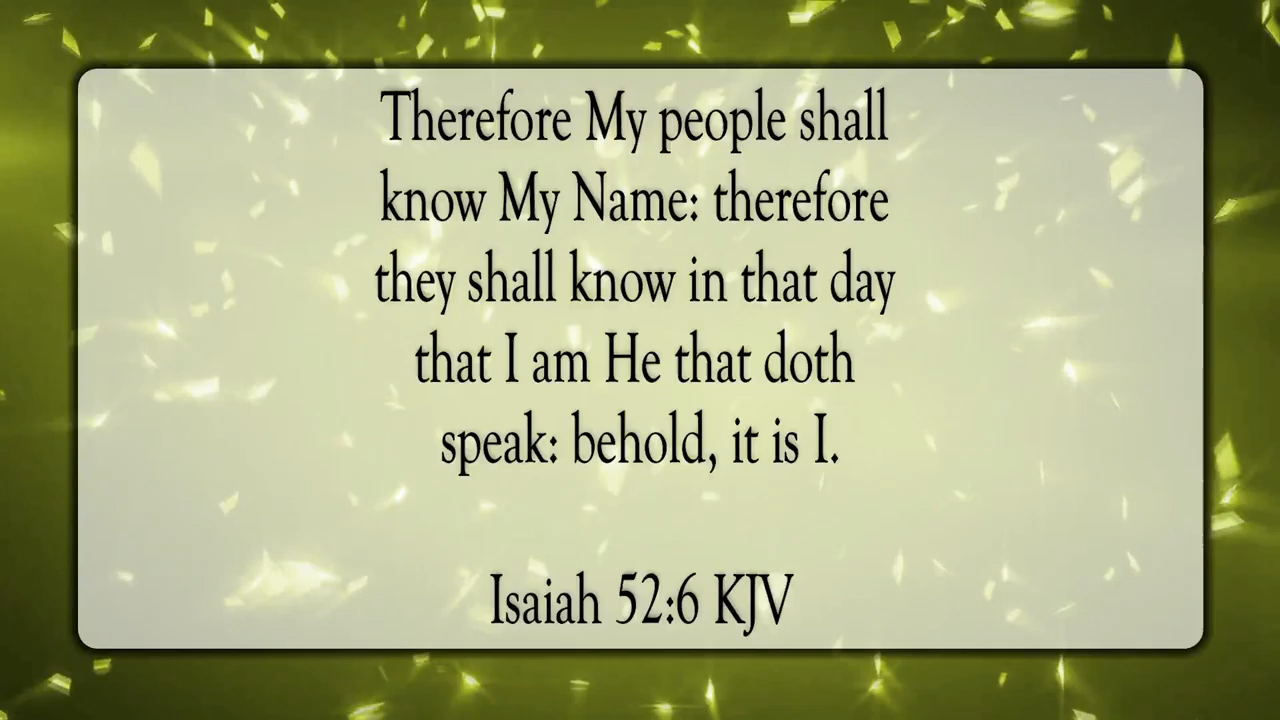 Therefore My people shall
know My Name: therefore
they shall know in that day
that I am He that doth
speak: behold, it is I.
Isaiah 52:6 KJV